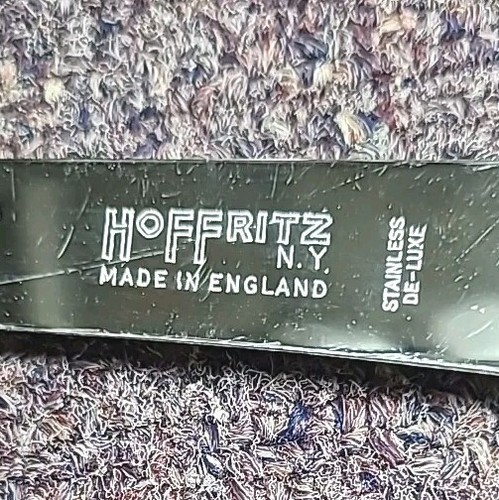 HOFFRITZ
N.Y.
MADE IN ENGLAND
STAINLESS
DE-LUXE